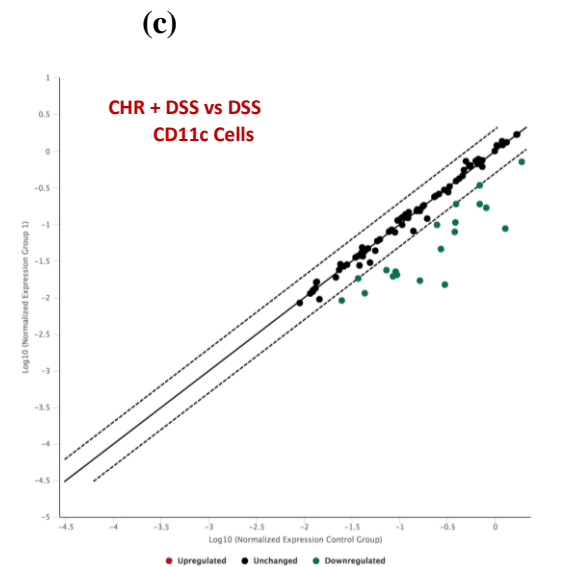 (c)
CHR + DSS vs DSS
CD11c Cells
Log10 (Normalized Expression Group 1)
1
0.5
0
−0.5
−1
−1.5
−2
−2.5
−3
−3.5
−4
−4.5
−5
−4.5 −4 −3.5 −3 −2.5 −2 −1.5 −1 −0.5 0
Log10 (Normalized Expression Control Group)
Upregulated Unchanged Downregulated